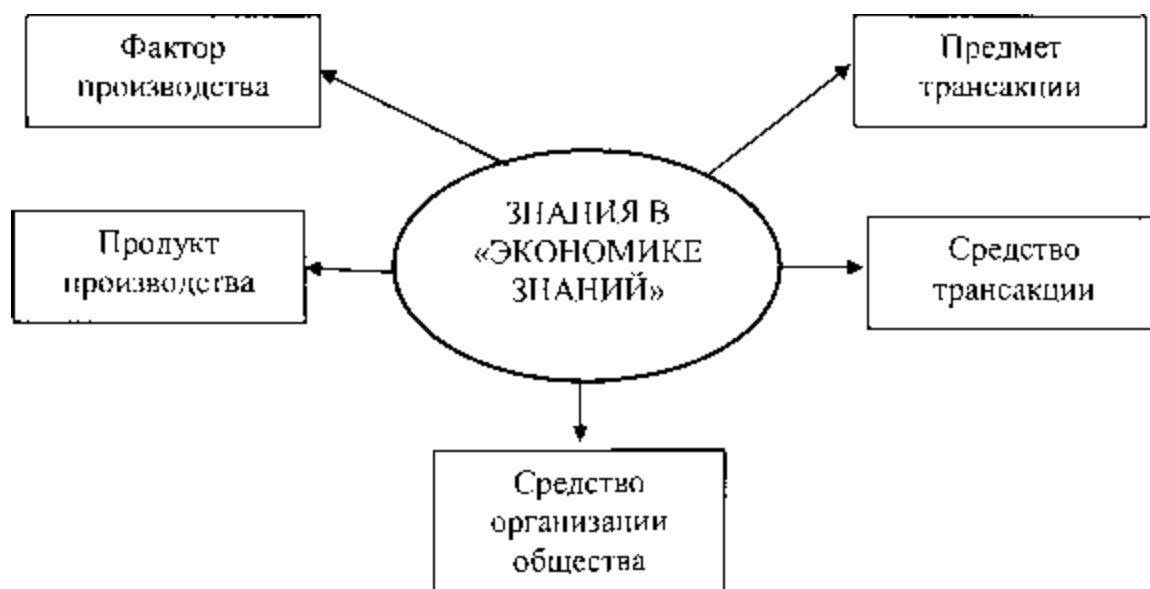 Фактор
производства
Предмет
трансакции
ЗНАНИЯ В
«ЭКОНОМИКЕ
ЗНАНИЙ»
Продукт
производства
Средство
трансакции
Средство
организации
общества